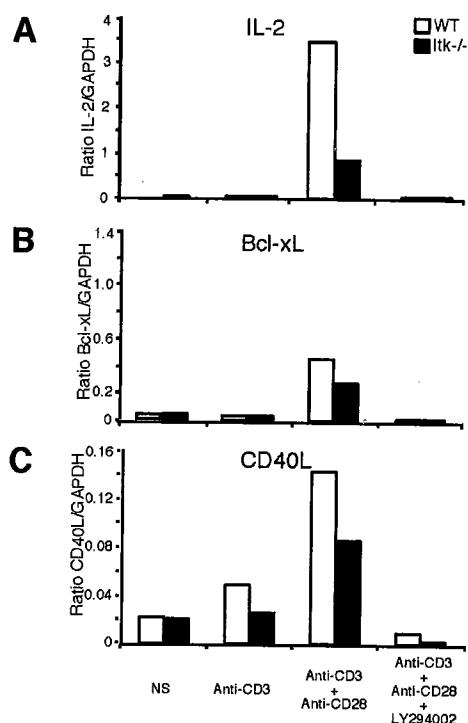 A
IL-2
WT
Itk-/-
Ratio IL-2/GAPDH
4
3
2
1
0
B
Bcl-xL
Ratio Bcl-xL/GAPDH
1.4
1.0
0.6
0.2
0
C
CD40L
Ratio CD40L/GAPDH
0.16
0.12
0.08
0.04
0
NS
Anti-CD3
Anti-CD3
+
Anti-CD28
Anti-CD3
+
Anti-CD28
+
LY294002